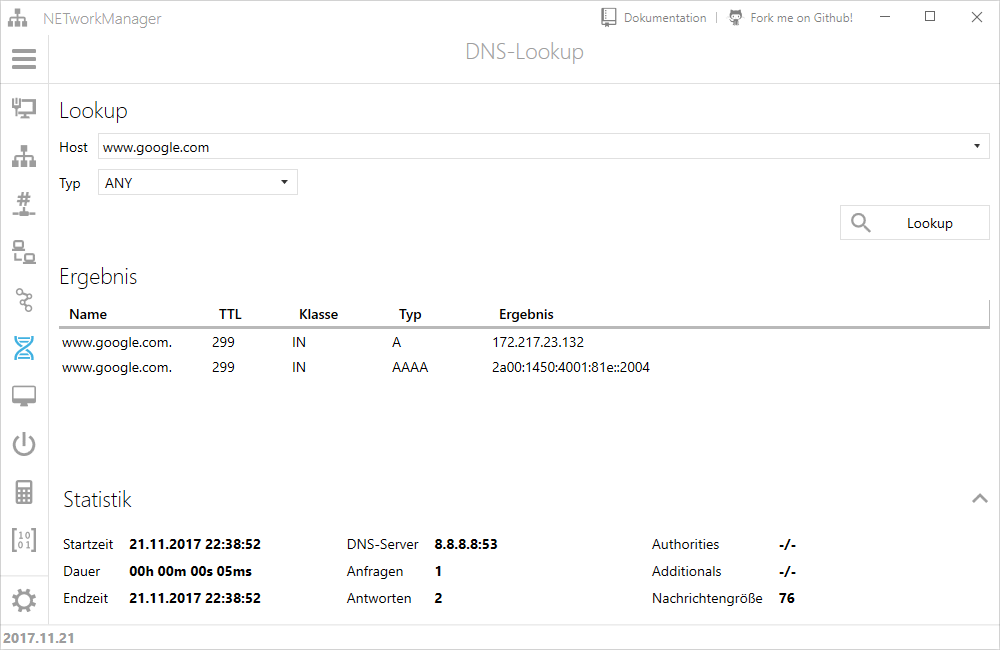 NETworkManager
Dokumentation | Fork me on Github!
DNS-Lookup
Lookup
Host www.google.com
Typ ANY
Lookup
Ergebnis
Name TTL Klasse Typ Ergebnis
www.google.com. 299 IN A 172.217.23.132
www.google.com. 299 IN AAAA 2a00:1450:4001:81e::2004
Statistik
Startzeit 21.11.2017 22:38:52 DNS-Server 8.8.8.8:53 Authorities -/-
Dauer 00h 00m 00s 05ms Anfragen 1 Additionals -/-
Endzeit 21.11.2017 22:38:52 Antworten 2 Nachrichtengröße 76
2017.11.21